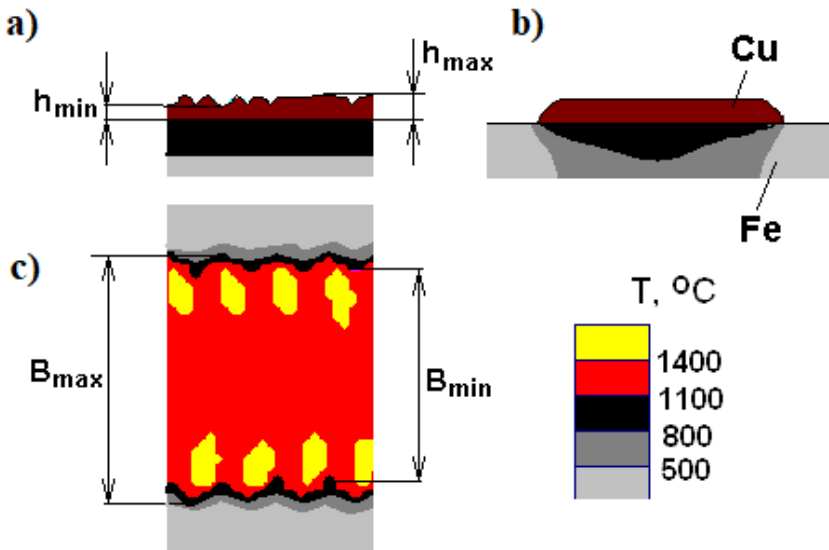 a)
h_max
h_min
b)
Cu
Fe
c)
B_max
B_min
T, °C
1400
1100
800
500